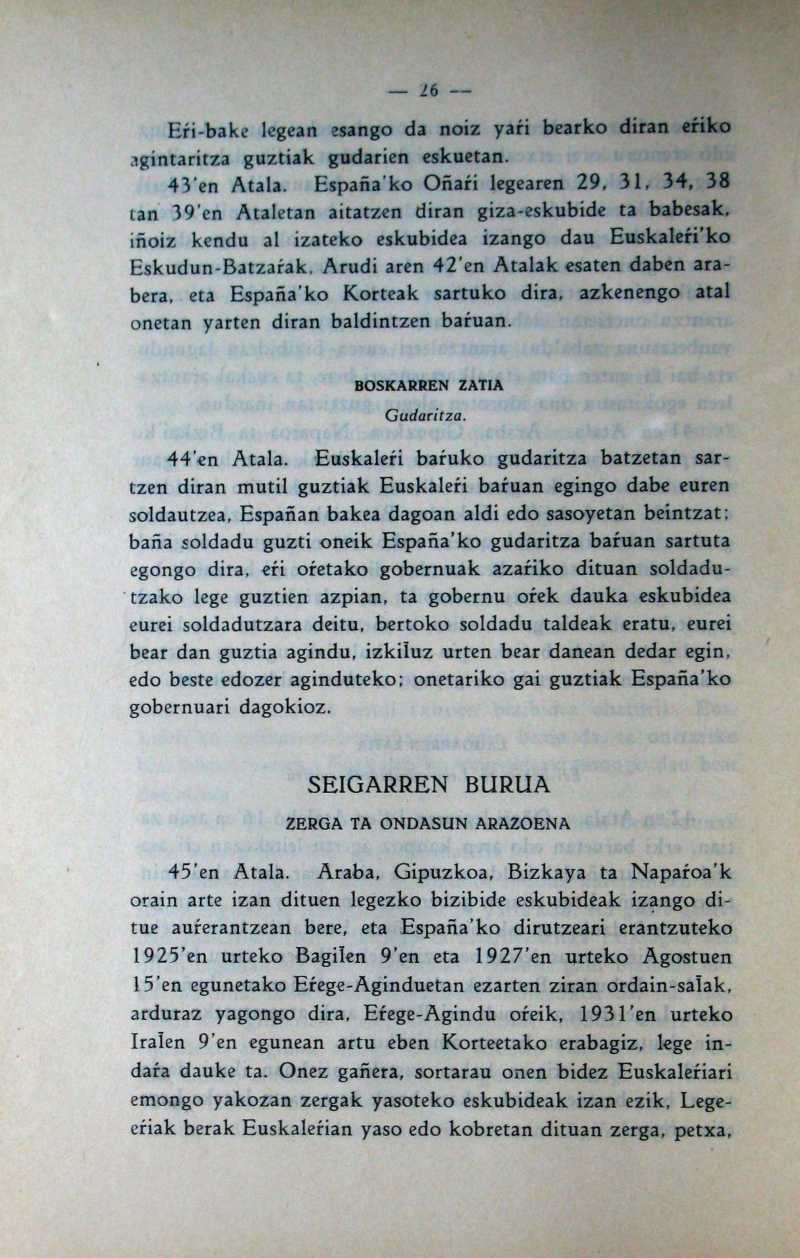 — 26 —
Eŕi-bake legean esango da noiz yaŕi bearko diran eŕiko
agintaritza guztiak gudarien eskuetan.
43'en Atala. España'ko Oñaŕi legearen 29, 31, 34, 38
tan 39'en Ataletan aitatzen diran giza-eskubide ta babesak,
iñoiz kendu al izateko eskubidea izango dau Euskaleŕi'ko
Eskudun-Batzaŕak, Arudi aren 42'en Atalak esaten daben ara-
bera, eta España'ko Korteak sartuko dira, azkenengo atal
onetan yarten diran baldintzen baŕuan.
BOSKARREN ZATIA
Gudaritza.
44'en Atala. Euskaleŕi baŕuko gudaritza batzetan sar-
tzen diran mutil guztiak Euskaleŕi baŕuan egingo dabe euren
soldautzea, Españan bakea dagoan aldi edo sasoyetan beintzat;
baña soldadu guzti oneik España'ko gudaritza baŕuan sartuta
egongo dira, eŕi oŕetako gobernuak azaŕiko dituan soldadu-
tzako lege guztien azpian, ta gobernu oŕek dauka eskubidea
eurei soldadutzara deitu, bertoko soldadu taldeak eratu, eurei
bear dan guztia agindu, izkiĺuz urten bear danean dedar egin,
edo beste edozer aginduteko; onetariko gai guztiak España'ko
gobernuari dagokioz.
SEIGARREN BURUA
ZERGA TA ONDASUN ARAZOENA
45'en Atala. Araba, Gipuzkoa, Bizkaya ta Napaŕoa'k
orain arte izan dituen legezko bizibide eskubideak izango di-
tue auŕerantzean bere, eta España'ko dirutzeari erantzuteko
1925'en urteko Bagiĺen 9'en eta 1927'en urteko Agostuen
15'en egunetako Eŕege-Aginduetan ezarten ziran ordain-saĺak,
arduraz yagongo dira, Eŕege-Agindu oŕeik, 1931'en urteko
Iraĺen 9'en egunean artu eben Korteetako erabagiz, lege in-
daŕa dauke ta. Onez gañera, sortarau onen bidez Euskaleŕiari
emongo yakozan zergak yasoteko eskubideak izan ezik, Lege-
eŕiak berak Euskaleŕian yaso edo kobretan dituan zerga, petxa,